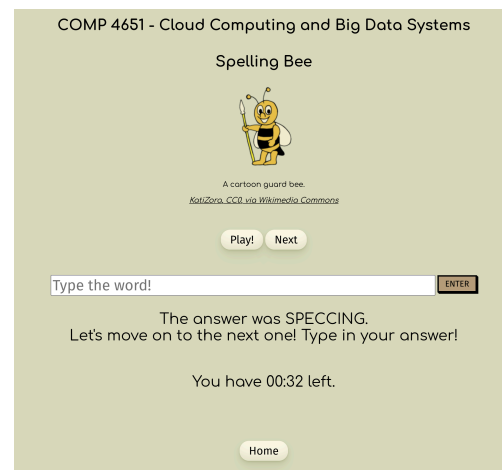 COMP 4651 - Cloud Computing and Big Data Systems
Spelling Bee
A cartoon guard bee.
KatiZora, CC0, via Wikimedia Commons
Play! Next
Type the word! ENTER
The answer was SPECCING.
Let's move on to the next one! Type in your answer!
You have 00:32 left.
Home